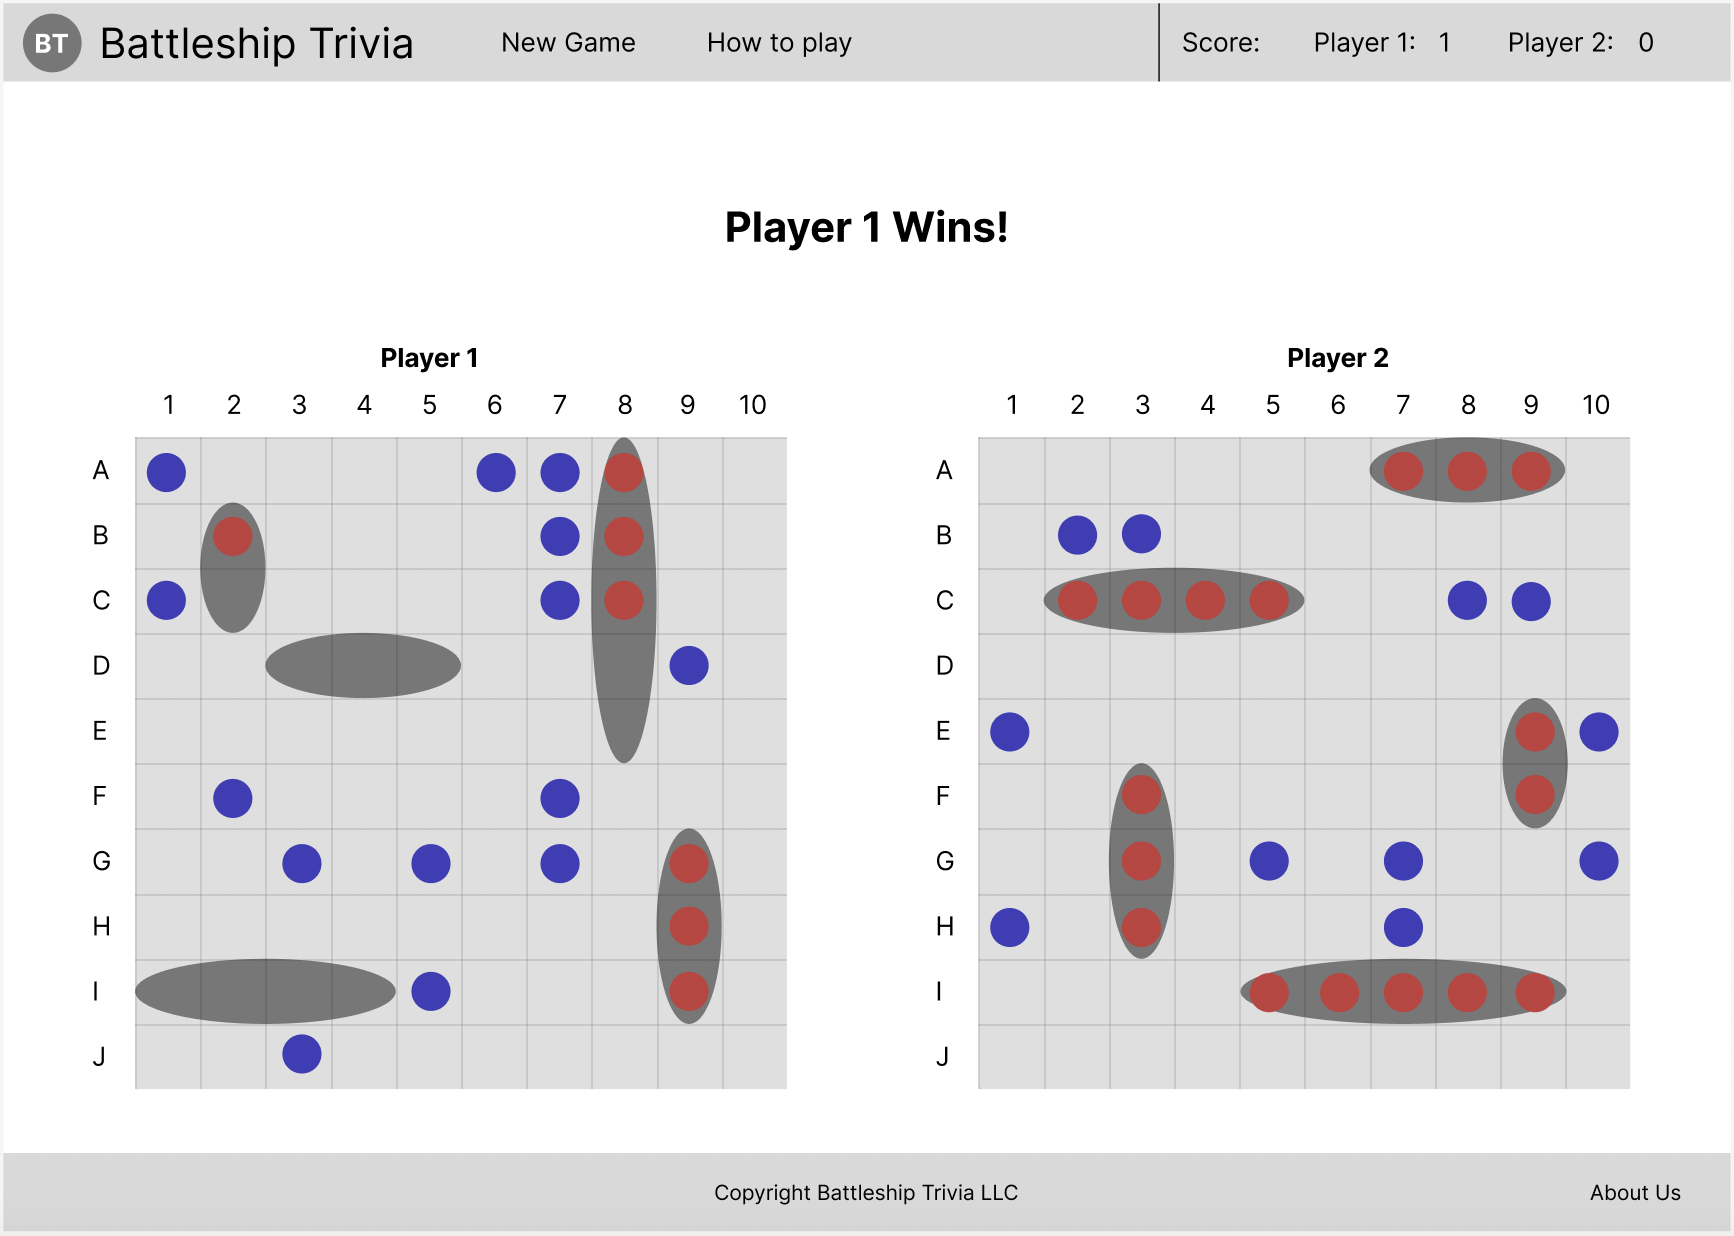 BT Battleship Trivia New Game How to play Score: Player 1: 1 Player 2: 0
Player 1 Wins!
Player 1
1 2 3 4 5 6 7 8 9 10
A
B
C
D
E
F
G
H
I
J
Player 2
1 2 3 4 5 6 7 8 9 10
A
B
C
D
E
F
G
H
I
J
Copyright Battleship Trivia LLC About Us